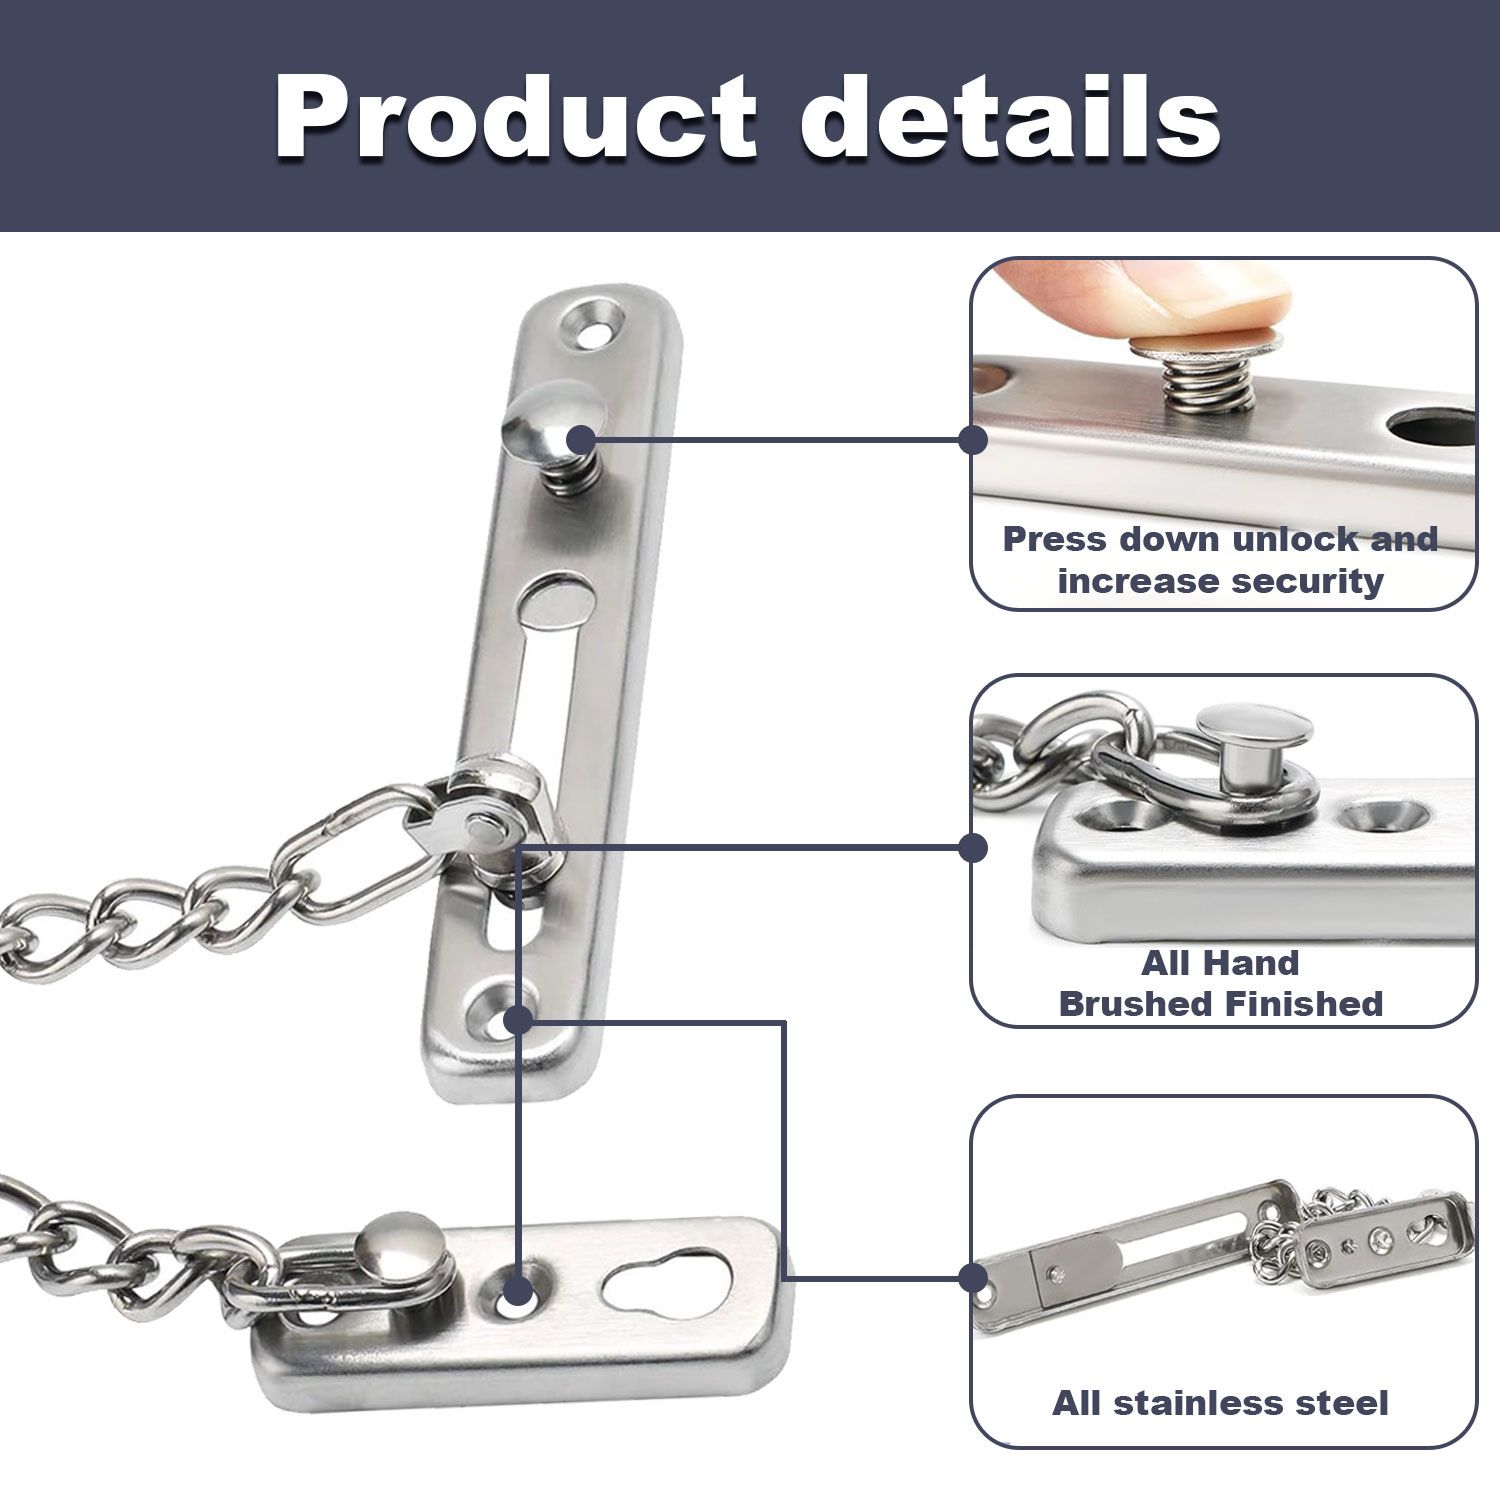 Product details
Press down unlock and
increase security
All Hand
Brushed Finished
All stainless steel